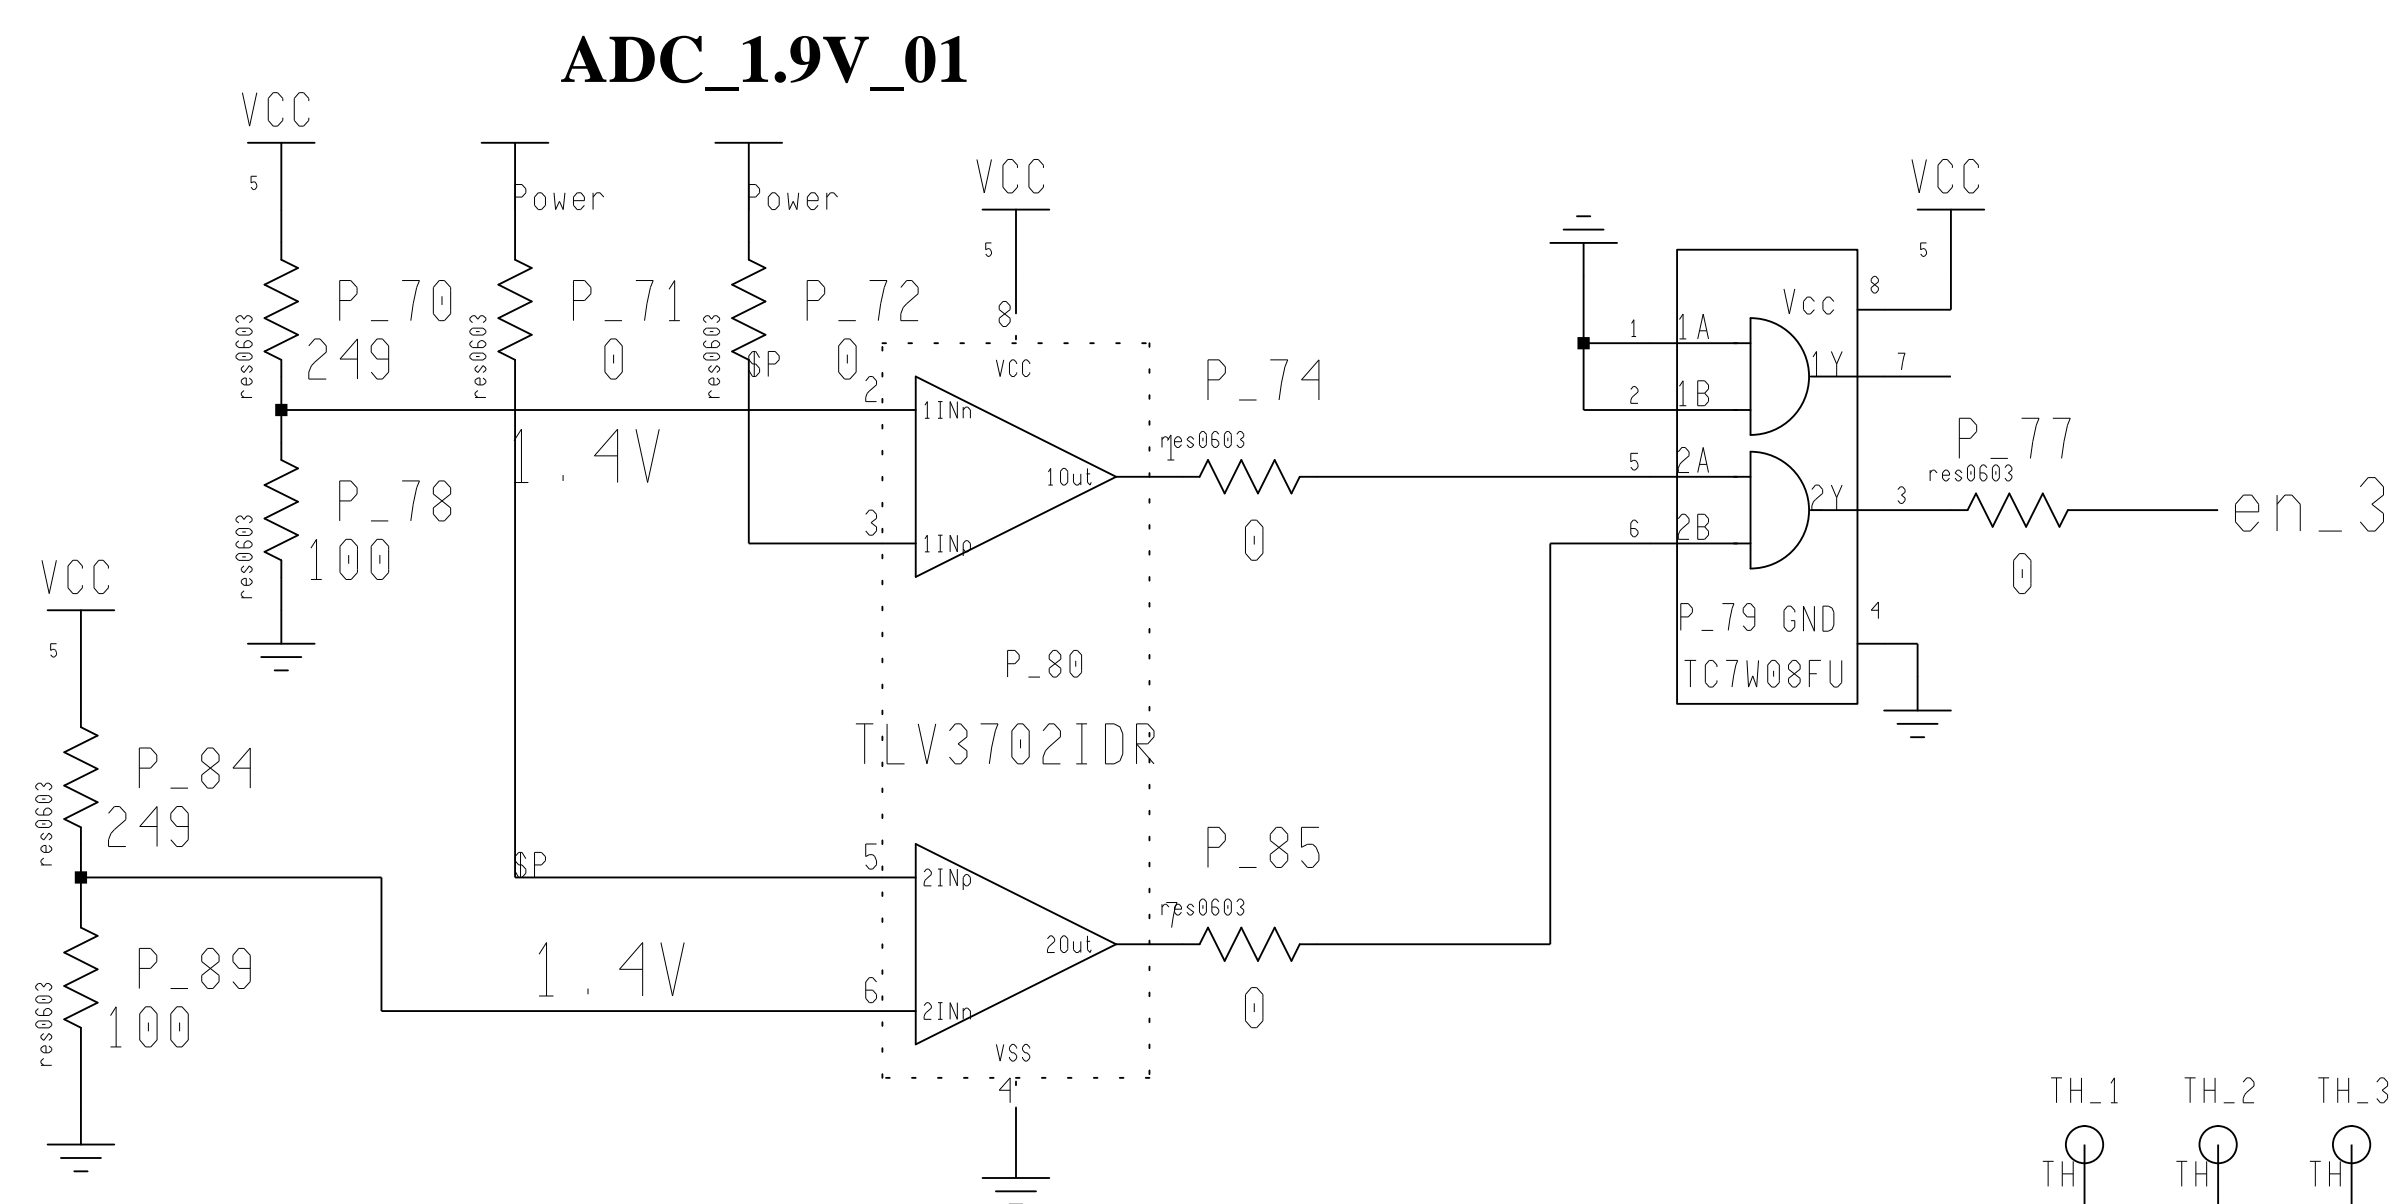 ADC_1.9V_01
VCC
5
Power
Power
VCC
5
VCC
5
P_70
249
res0603
P_71
0
res0603
P_72
0
res0603
$P
8
VCC
2
1INn
1.4V
3
1INp
1Out
1
P_74
res0603
0
P_78
100
res0603
1
1A
2
1B
5
2A
6
2B
Vcc
8
1Y
7
2Y
3
P_77
res0603
0
en_3
P_79
GND
4
TC7W08FU
P_80
TLV3702IDR
VCC
5
P_84
249
res0603
$P
5
2INp
1.4V
6
2INn
2Out
7
P_85
res0603
0
P_89
100
res0603
VSS
4
TH_1
TH_2
TH_3
TH
TH
TH